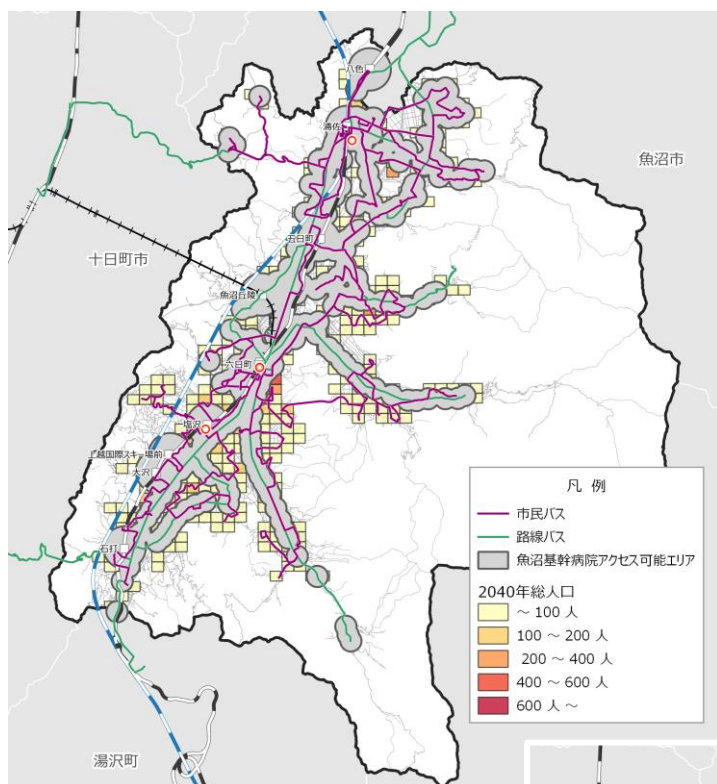 八色
浦佐
魚沼市
五日町
十日町市
魚沼丘陵
六日町
塩沢
上越国際スキー場前
大沢
石打
湯沢町
凡 例
市民バス
路線バス
魚沼基幹病院アクセス可能エリア
2040年総人口
～ 100 人
100 ～ 200 人
200 ～ 400 人
400 ～ 600 人
600 人 ～